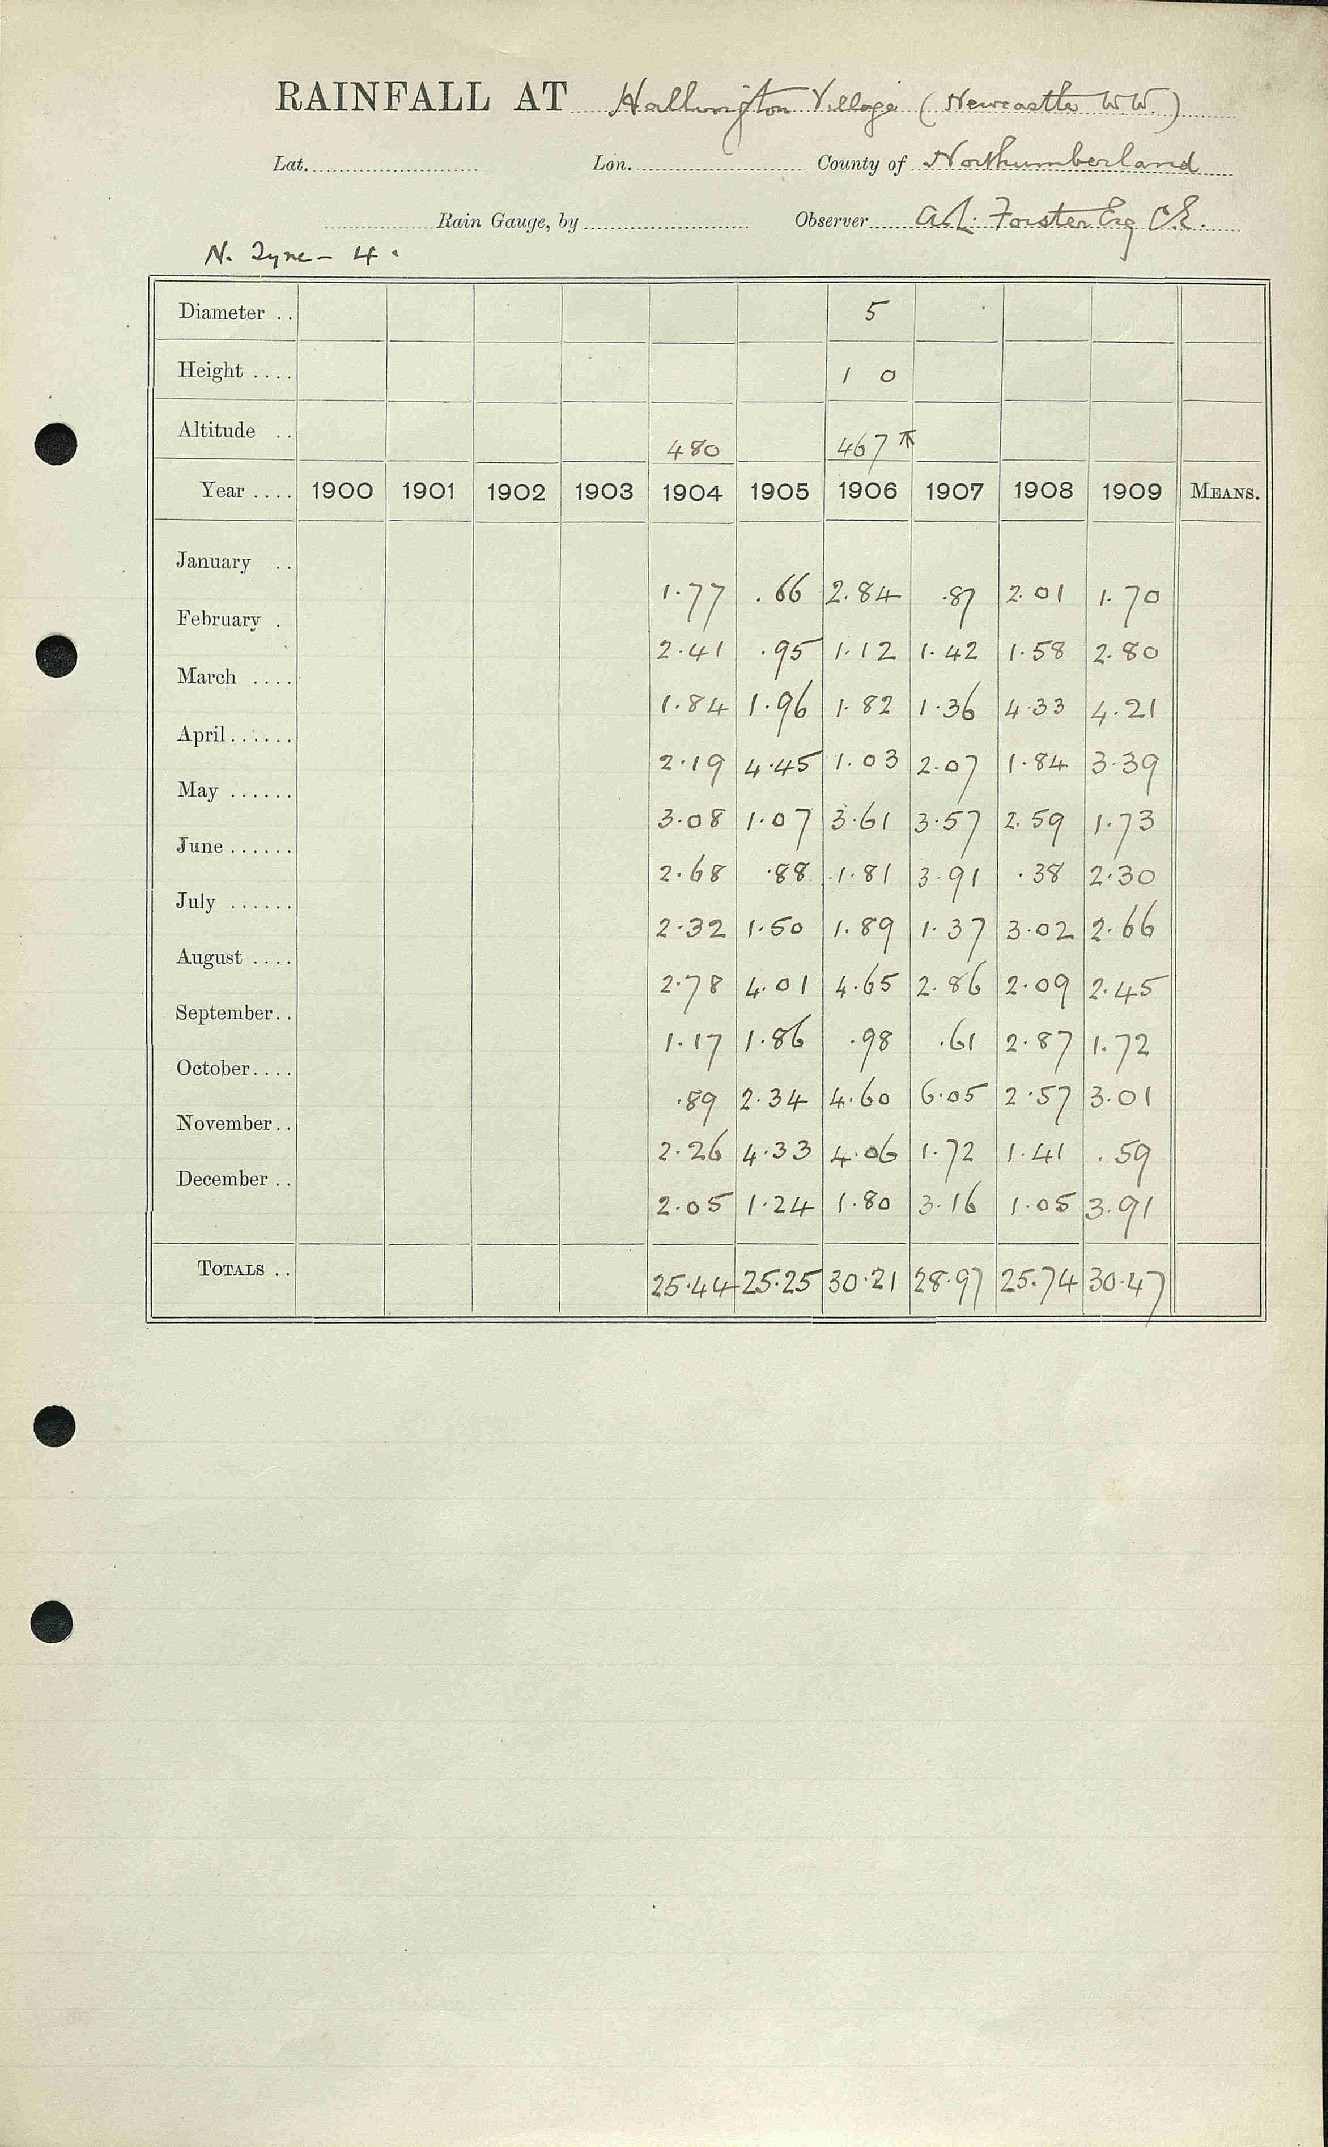 RAINFALL AT Hallington Village (Newcastle W.W.)
Lat. Lon. County of Northumberland
Rain Gauge, by Observer Forster Esq C.E.
N. Tyne - 4.
Diameter .. 5
Height .... 1 0
Altitude .. 480 467
Year .... 1900 1901 1902 1903 1904 1905 1906 1907 1908 1909 MEANS.
January .. 1.77 .66 2.84 .87 2.01 1.70
February . 2.41 .95 1.12 1.42 1.58 2.80
March .... 1.84 1.96 1.82 1.36 4.33 4.21
April...... 2.19 4.45 1.03 2.07 1.84 3.39
May ...... 3.08 1.07 3.61 3.57 2.59 1.73
June ...... 2.68 .88 1.81 3.91 .38 2.30
July ...... 2.32 1.50 1.89 1.37 3.02 2.66
August .... 2.78 4.01 4.65 2.86 2.09 2.45
September.. 1.17 1.86 .98 .61 2.87 1.72
October.... .89 2.34 4.60 6.05 2.57 3.01
November.. 2.26 4.33 4.06 1.72 1.41 .59
December .. 2.05 1.24 1.80 3.16 1.05 3.91
TOTALS .. 25.44 25.25 30.21 28.97 25.74 30.47